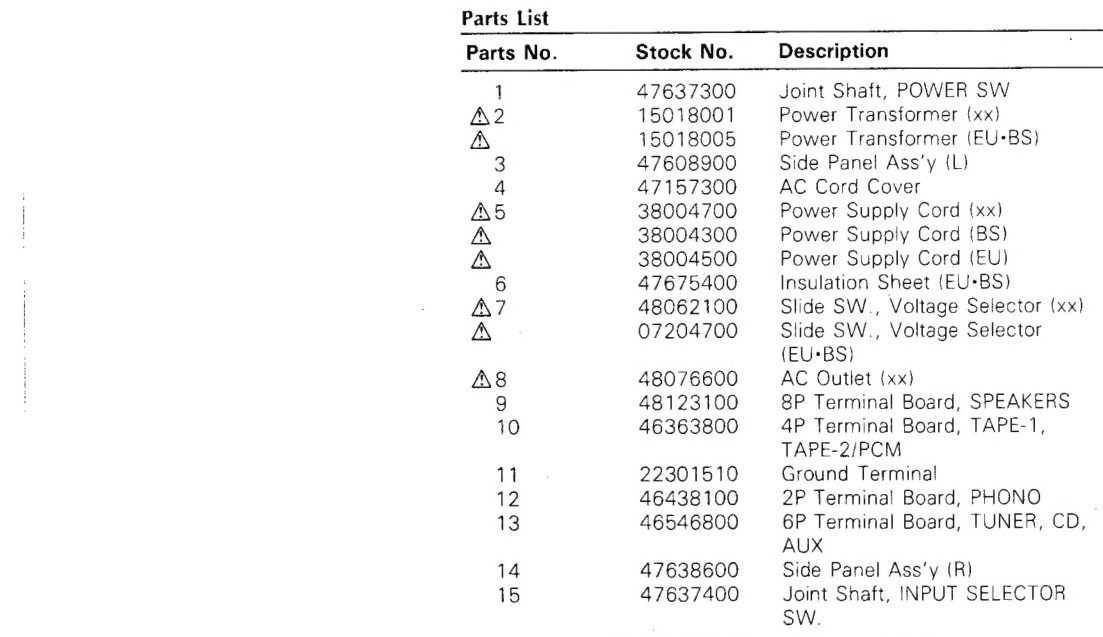 Parts List
Parts No. Stock No. Description
1 47637300 Joint Shaft, POWER SW
⚠2 15018001 Power Transformer (xx)
⚠ 15018005 Power Transformer (EU•BS)
3 47608900 Side Panel Ass'y (L)
4 47157300 AC Cord Cover
⚠5 38004700 Power Supply Cord (xx)
⚠ 38004300 Power Supply Cord (BS)
⚠ 38004500 Power Supply Cord (EU)
6 47675400 Insulation Sheet (EU•BS)
⚠7 48062100 Slide SW., Voltage Selector (xx)
⚠ 07204700 Slide SW., Voltage Selector
(EU•BS)
⚠8 48076600 AC Outlet (xx)
9 48123100 8P Terminal Board, SPEAKERS
10 46363800 4P Terminal Board, TAPE-1,
TAPE-2/PCM
11 22301510 Ground Terminal
12 46438100 2P Terminal Board, PHONO
13 46546800 6P Terminal Board, TUNER, CD,
AUX
14 47638600 Side Panel Ass'y (R)
15 47637400 Joint Shaft, INPUT SELECTOR
SW.